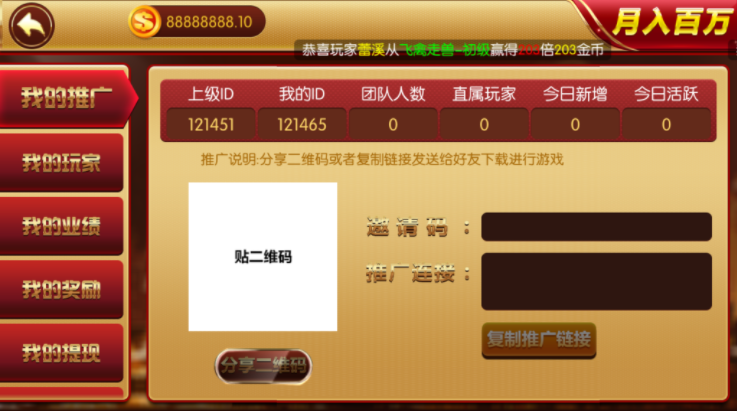 88888888.10
月入百万
恭喜玩家蕾溪从飞禽走兽-初级赢得203倍203金币
我的推广
我的玩家
我的业绩
我的奖励
我的提现
上级ID 我的ID 团队人数 直属玩家 今日新增 今日活跃
121451 121465 0 0 0 0
推广说明:分享二维码或者复制链接发送给好友下载进行游戏
贴二维码
邀请码：
推广连接：
复制推广链接
分享二维码